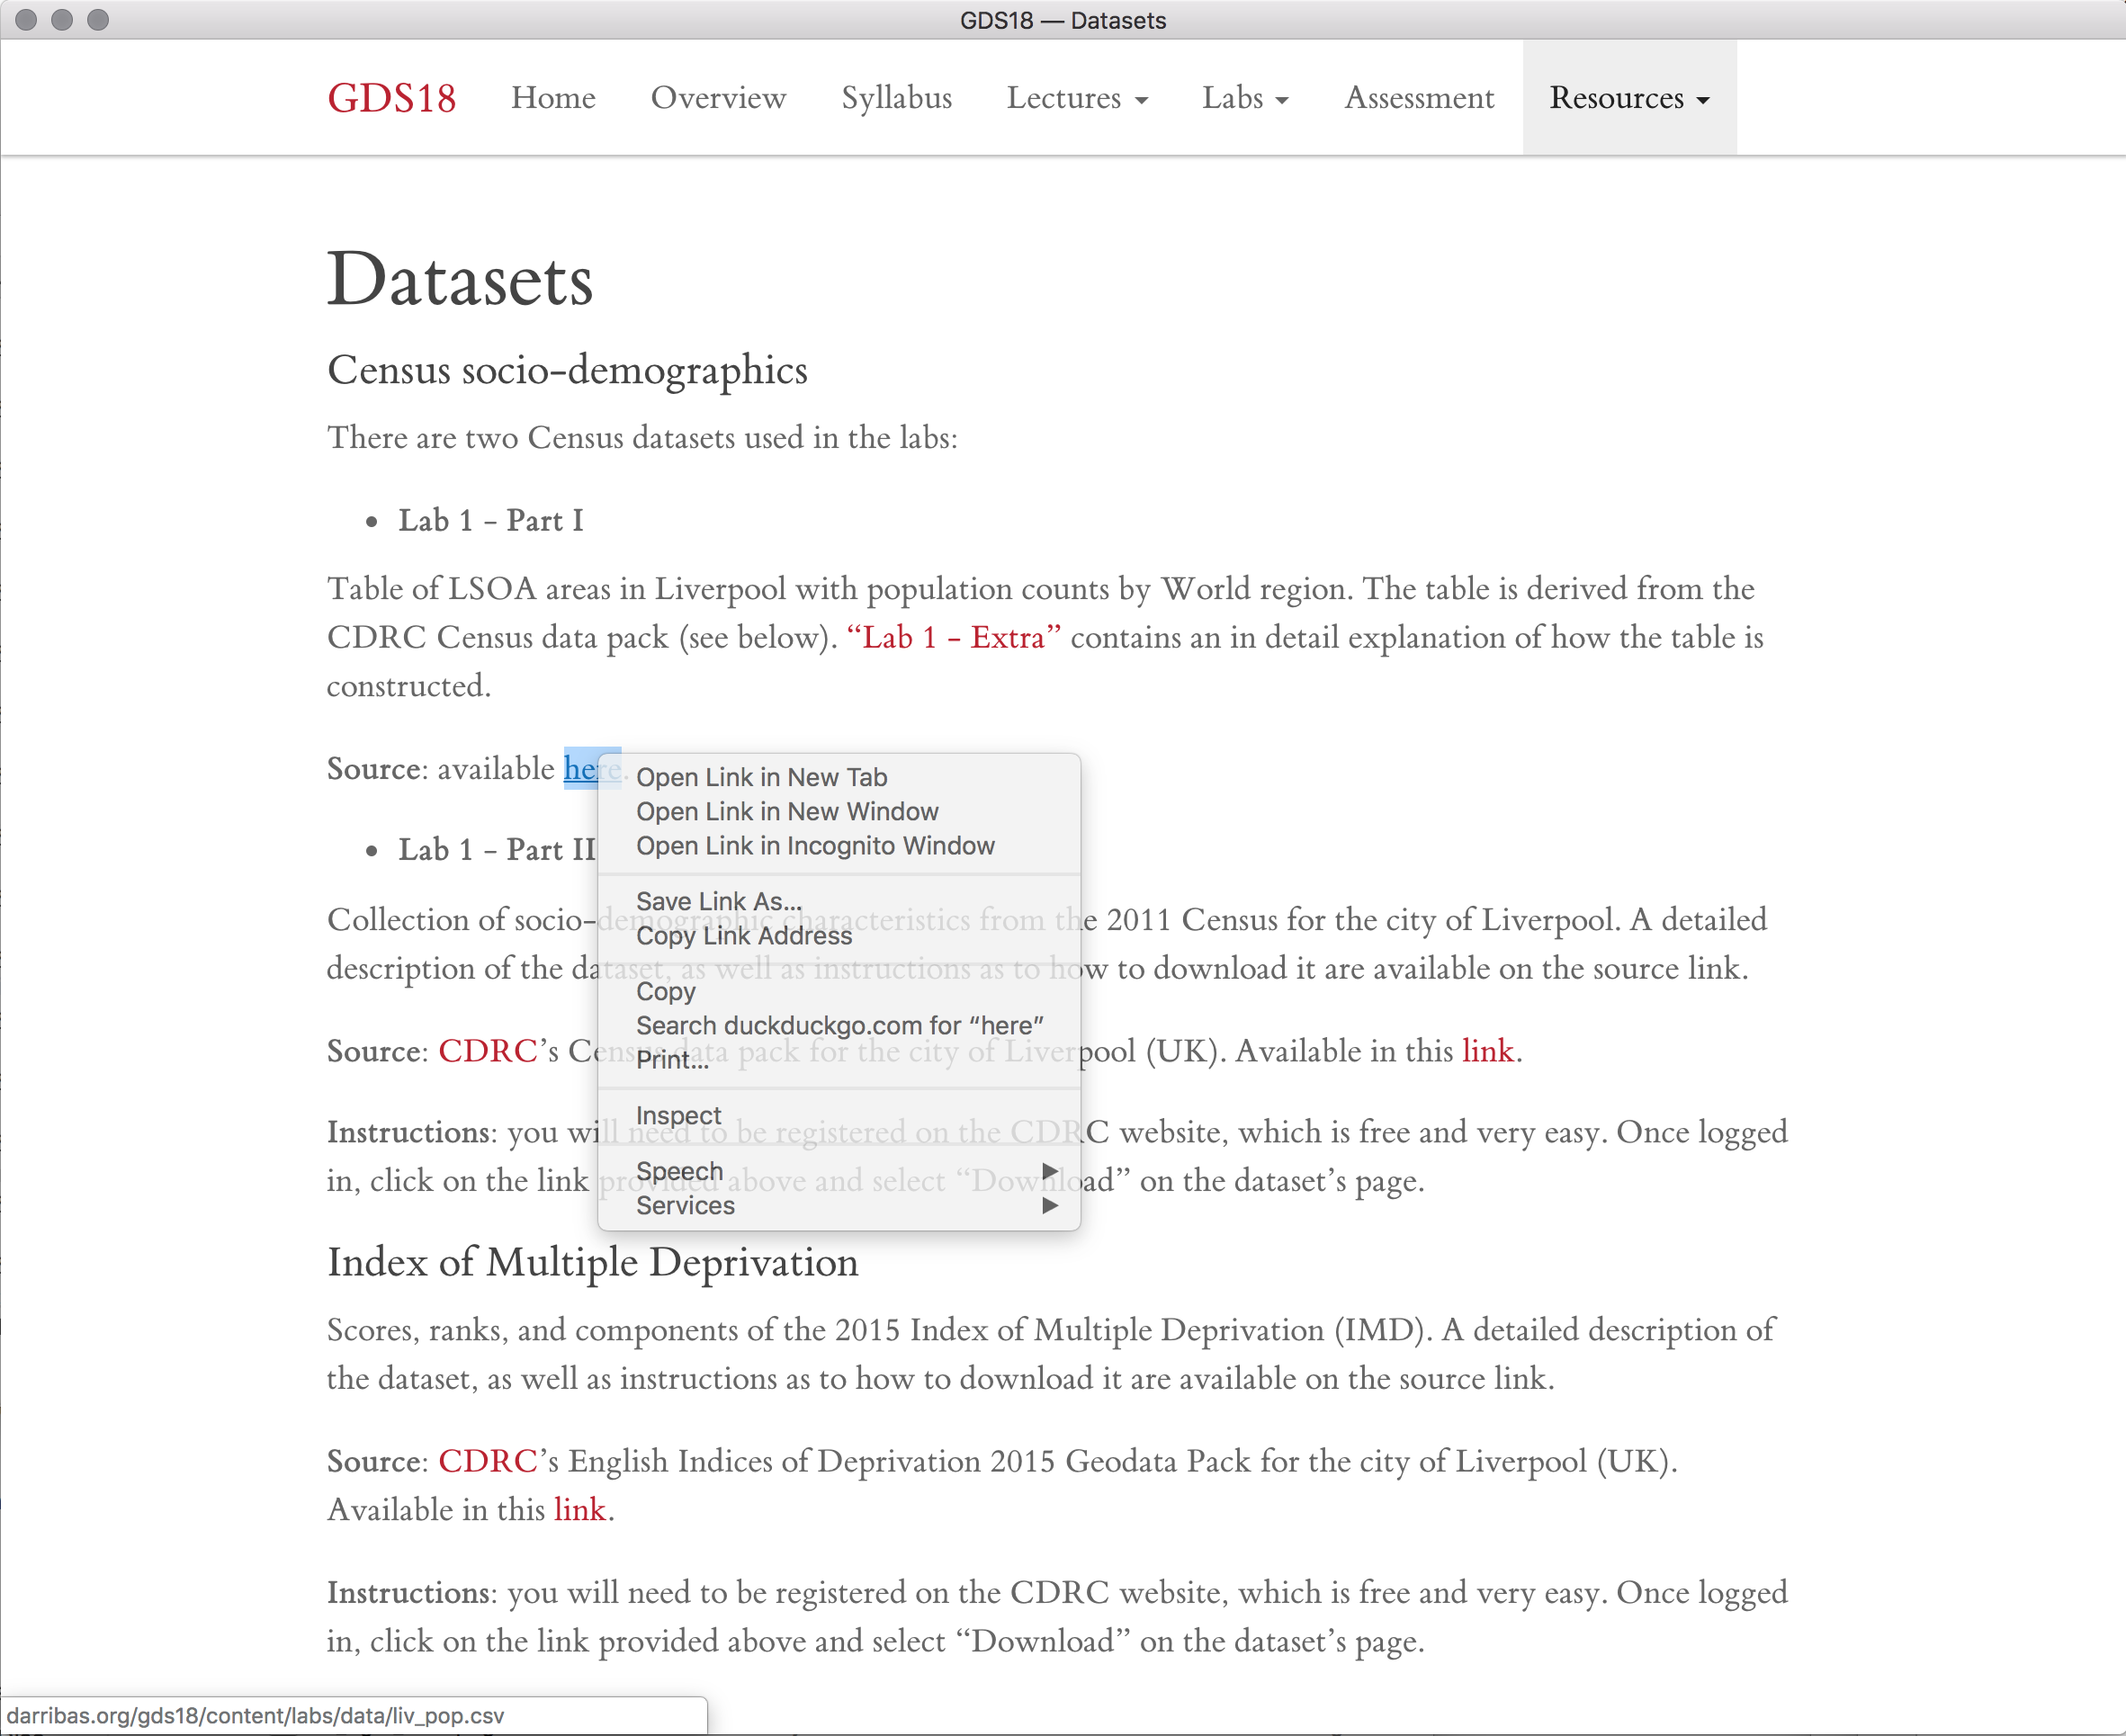 GDS18 — Datasets
GDS18 Home Overview Syllabus Lectures Labs Assessment Resources
Datasets
Census socio-demographics
There are two Census datasets used in the labs:
• Lab 1 - Part I
Table of LSOA areas in Liverpool with population counts by World region. The table is derived from the
CDRC Census data pack (see below). “Lab 1 - Extra” contains an in detail explanation of how the table is
constructed.
Source: available here.
• Lab 1 - Part II
Collection of socio-demographic characteristics from the 2011 Census for the city of Liverpool. A detailed
description of the dataset, as well as instructions as to how to download it are available on the source link.
Source: CDRC’s Census data pack for the city of Liverpool (UK). Available in this link.
Instructions: you will need to be registered on the CDRC website, which is free and very easy. Once logged
in, click on the link provided above and select “Download” on the dataset’s page.
Open Link in New Tab
Open Link in New Window
Open Link in Incognito Window
Save Link As...
Copy Link Address
Copy
Search duckduckgo.com for “here”
Print...
Inspect
Speech
Services
Index of Multiple Deprivation
Scores, ranks, and components of the 2015 Index of Multiple Deprivation (IMD). A detailed description of
the dataset, as well as instructions as to how to download it are available on the source link.
Source: CDRC’s English Indices of Deprivation 2015 Geodata Pack for the city of Liverpool (UK).
Available in this link.
Instructions: you will need to be registered on the CDRC website, which is free and very easy. Once logged
in, click on the link provided above and select “Download” on the dataset’s page.
darribas.org/gds18/content/labs/data/liv_pop.csv